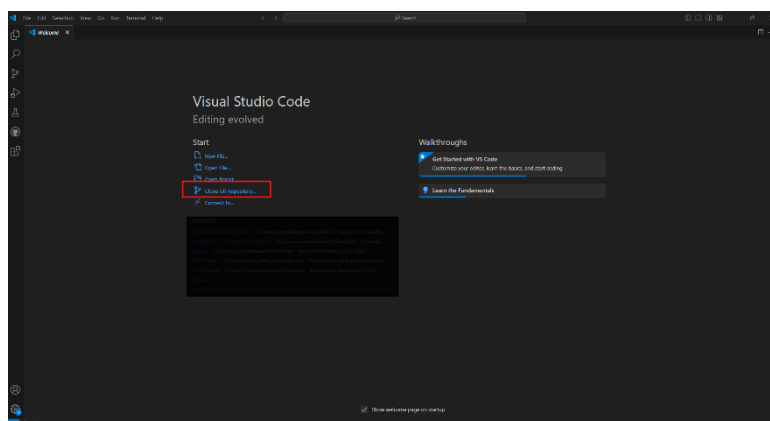 File Edit Selection View Go Run Terminal Help
Search
Welcome
Visual Studio Code
Editing evolved
Start
New File...
Open File...
Open Folder...
Clone Git Repository...
Connect to...
Walkthroughs
Get Started with VS Code
Customize your editor, learn the basics, and start coding
Learn the Fundamentals
Show welcome page on startup